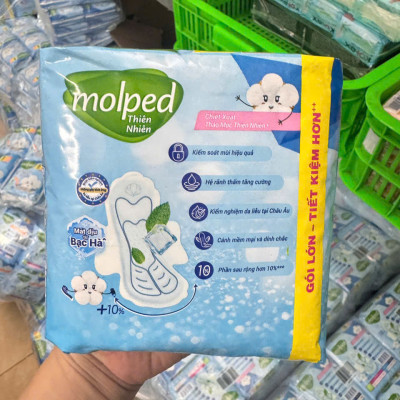 molped
Thiên
Nhiên
Chiết Xuất
Thảo Mộc Thiên Nhiên*
Kiểm soát mùi hiệu quả
Hệ rãnh thấm tăng cường
Kiểm nghiệm da liễu tại Châu Âu
Cánh mềm mại và dính chắc
10
Phần sau rộng hơn 10%***
Mát dịu
Bạc Hà
+10%
GÓI LỚN – TIẾT KIỆM HƠN**